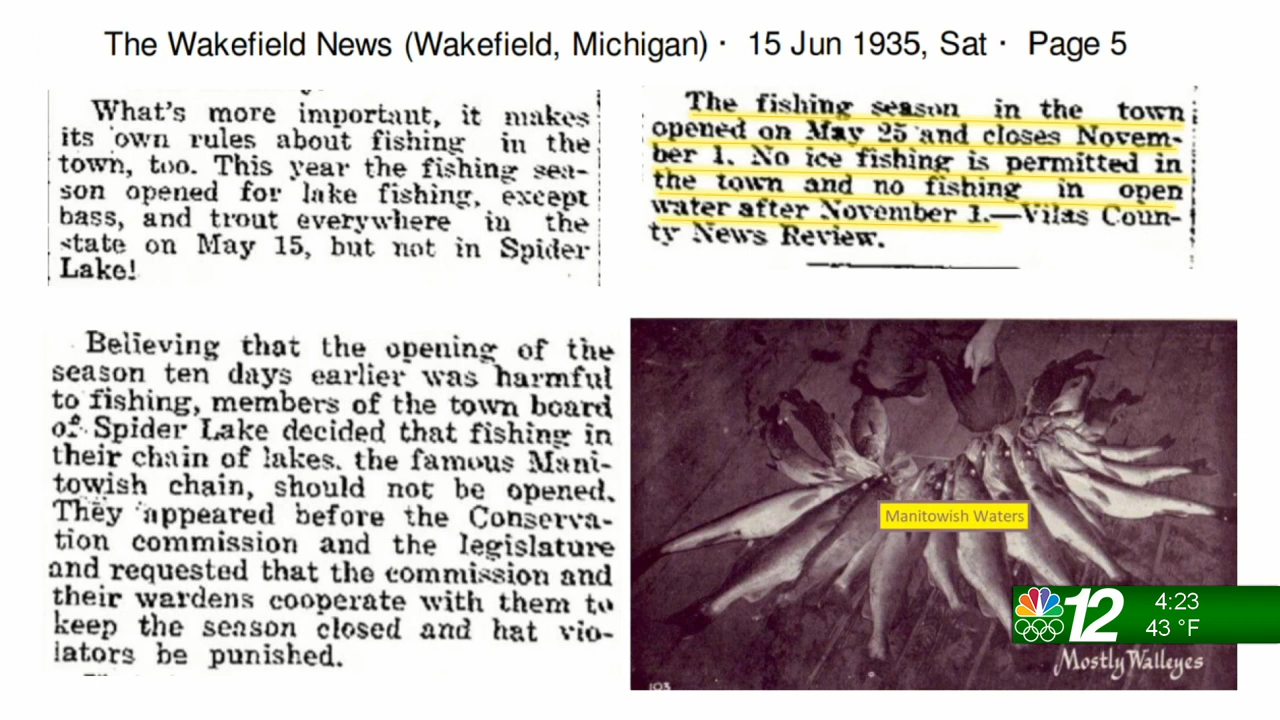 The Wakefield News (Wakefield, Michigan) · 15 Jun 1935, Sat · Page 5
What's more important, it makes
its own rules about fishing in the
town, too. This year the fishing sea-
son opened for lake fishing, except
bass, and trout everywhere in the
state on May 15, but not in Spider
Lake!
Believing that the opening of the
season ten days earlier was harmful
to fishing, members of the town board
of Spider Lake decided that fishing in
their chain of lakes. the famous Mani-
towish chain, should not be opened.
They appeared before the Conserva-
tion commission and the legislature
and requested that the commission and
their wardens cooperate with them to
keep the season closed and hat vio-
lators be punished.
The fishing season in the town
opened on May 25 and closes Novem-
ber 1. No ice fishing is permitted in
the town and no fishing in open
water after November 1.—Vilas Coun-
ty News Review.
Manitowish Waters
12
4:23
43 °F
Mostly Walleyes
103